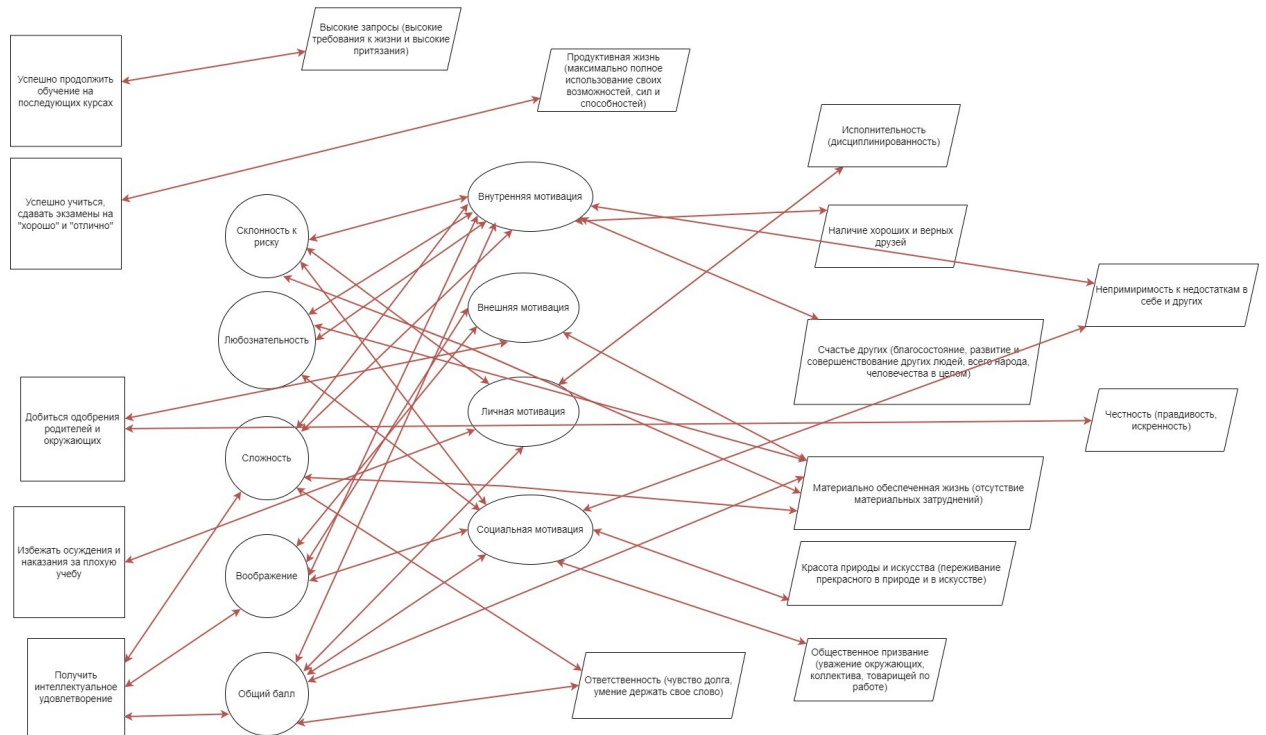 Высокие запросы (высокие
требования к жизни и высокие
притязания)
Успешно продолжить
обучение на
последующих курсах
Продуктивная жизнь
(максимально полное
использование своих
возможностей, сил и
способностей)
Исполнительность
(дисциплинированность)
Успешно учиться,
сдавать экзамены на
"хорошо" и "отлично"
Внутренняя мотивация
Склонность к
риску
Наличие хороших и верных
друзей
Непримиримость к недостаткам в
себе и других
Внешняя мотивация
Любознательность
Счастье других (благосостояние, развитие и
совершенствование других людей, всего народа,
человечества в целом)
Добиться одобрения
родителей и
окружающих
Личная мотивация
Честность (правдивость,
искренность)
Сложность
Материально обеспеченная жизнь (отсутствие
материальных затруднений)
Социальная мотивация
Избежать осуждения и
наказания за плохую
учебу
Воображение
Красота природы и искусства (переживание
прекрасного в природе и в искусстве)
Получить
интеллектуальное
удовлетворение
Общий балл
Ответственность (чувство долга,
умение держать свое слово)
Общественное призвание
(уважение окружающих,
коллектива, товарищей по
работе)